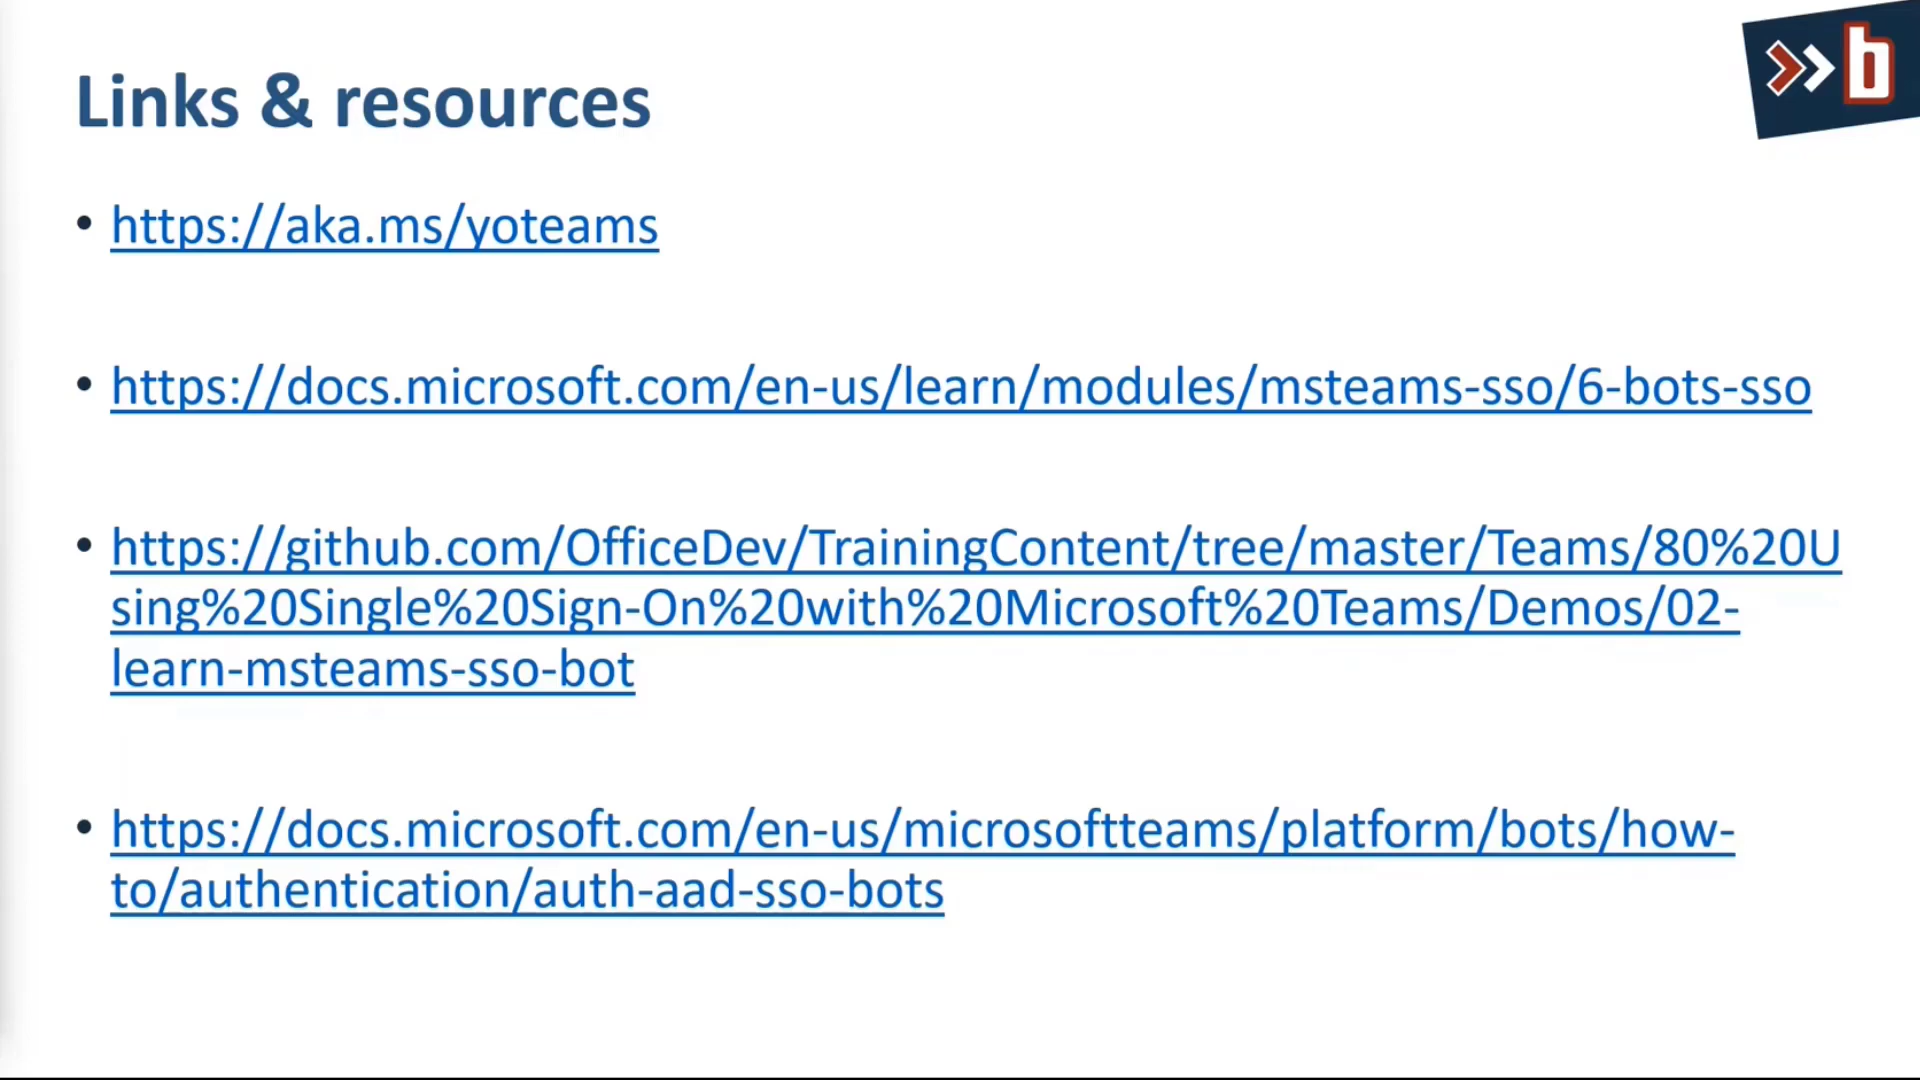 Links & resources
b
• https://aka.ms/yoteams
• https://docs.microsoft.com/en-us/learn/modules/msteams-sso/6-bots-sso
• https://github.com/OfficeDev/TrainingContent/tree/master/Teams/80%20U
sing%20Single%20Sign-On%20with%20Microsoft%20Teams/Demos/02-
learn-msteams-sso-bot
• https://docs.microsoft.com/en-us/microsoftteams/platform/bots/how-
to/authentication/auth-aad-sso-bots